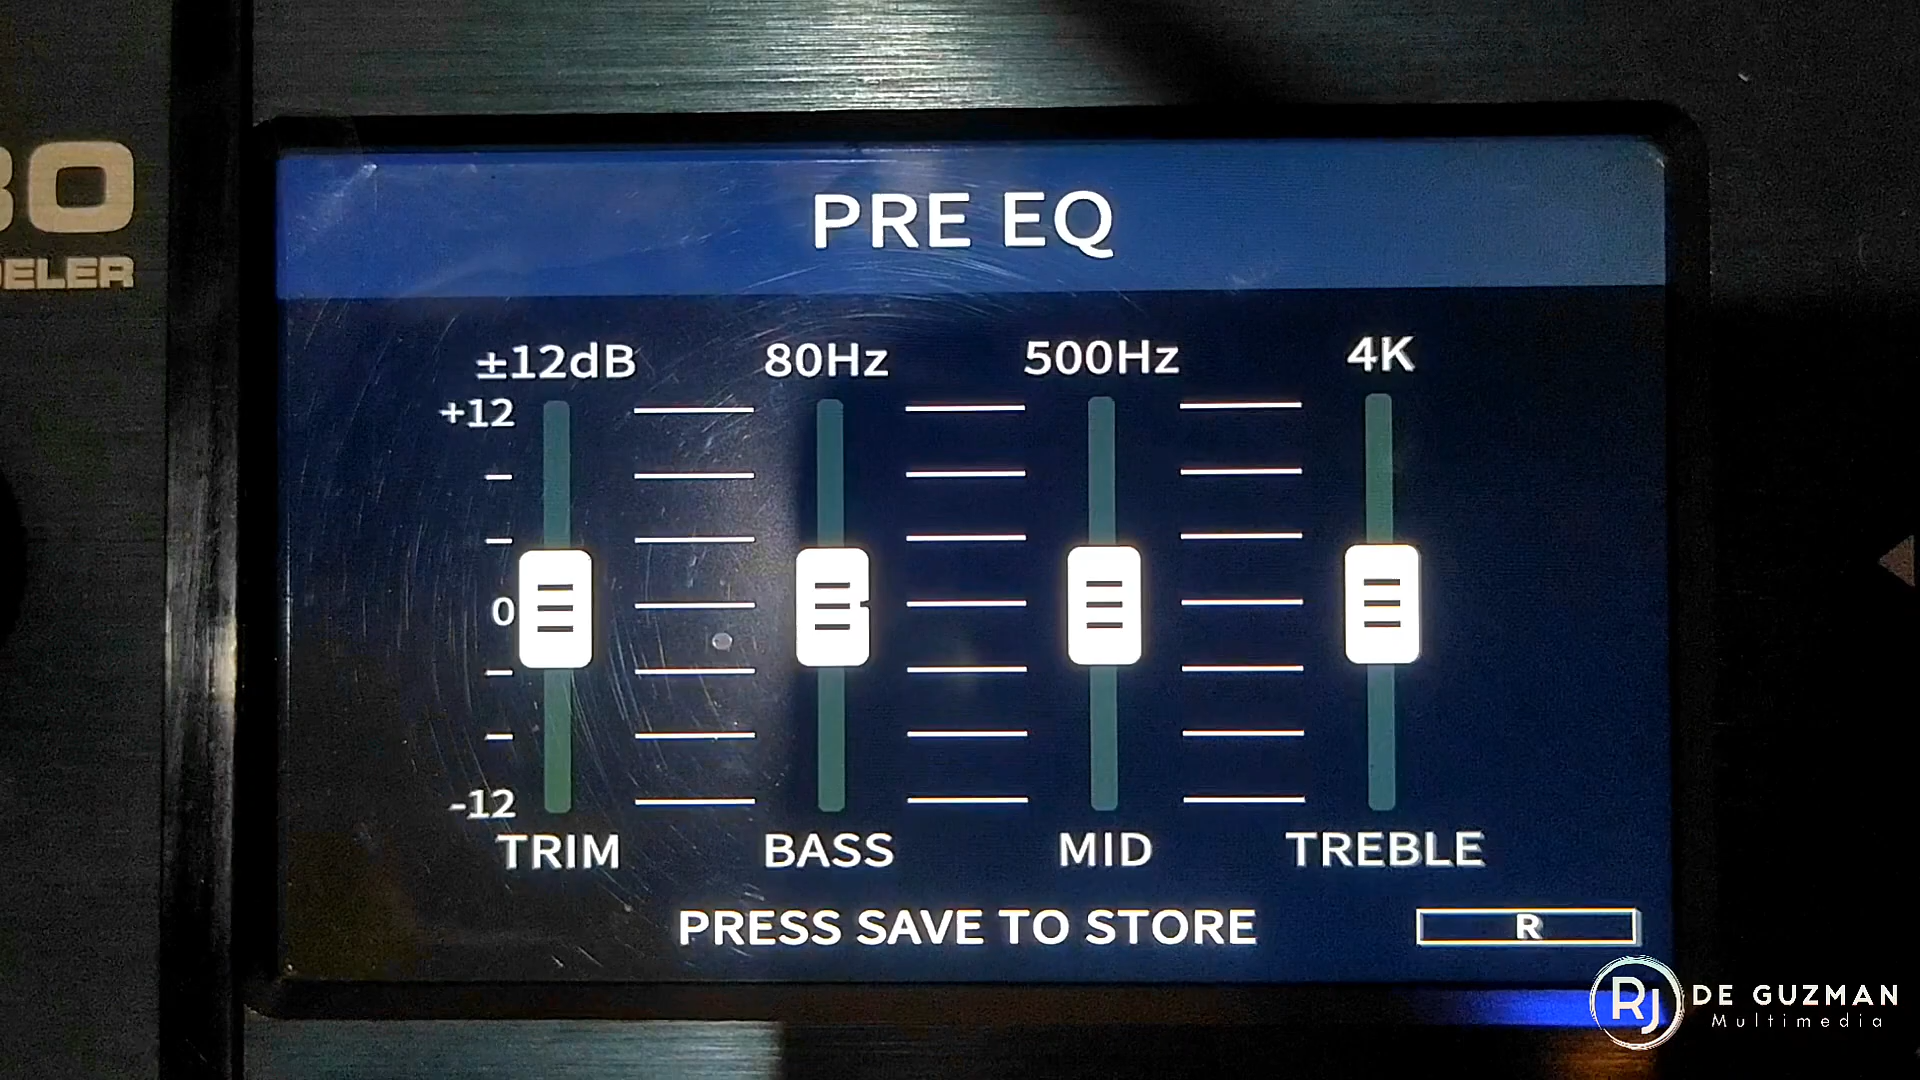 PRE EQ
±12dB 80Hz 500Hz 4K
+12
0
-12
TRIM BASS MID TREBLE
PRESS SAVE TO STORE R
RJ DE GUZMAN
Multimedia